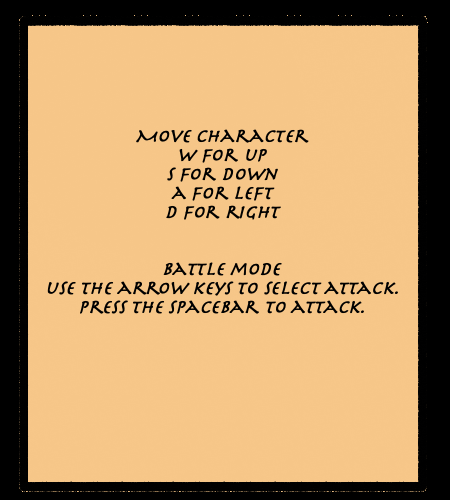 MOVE CHARACTER
W FOR UP
S FOR DOWN
A FOR LEFT
D FOR RIGHT
BATTLE MODE
USE THE ARROW KEYS TO SELECT ATTACK.
PRESS THE SPACEBAR TO ATTACK.